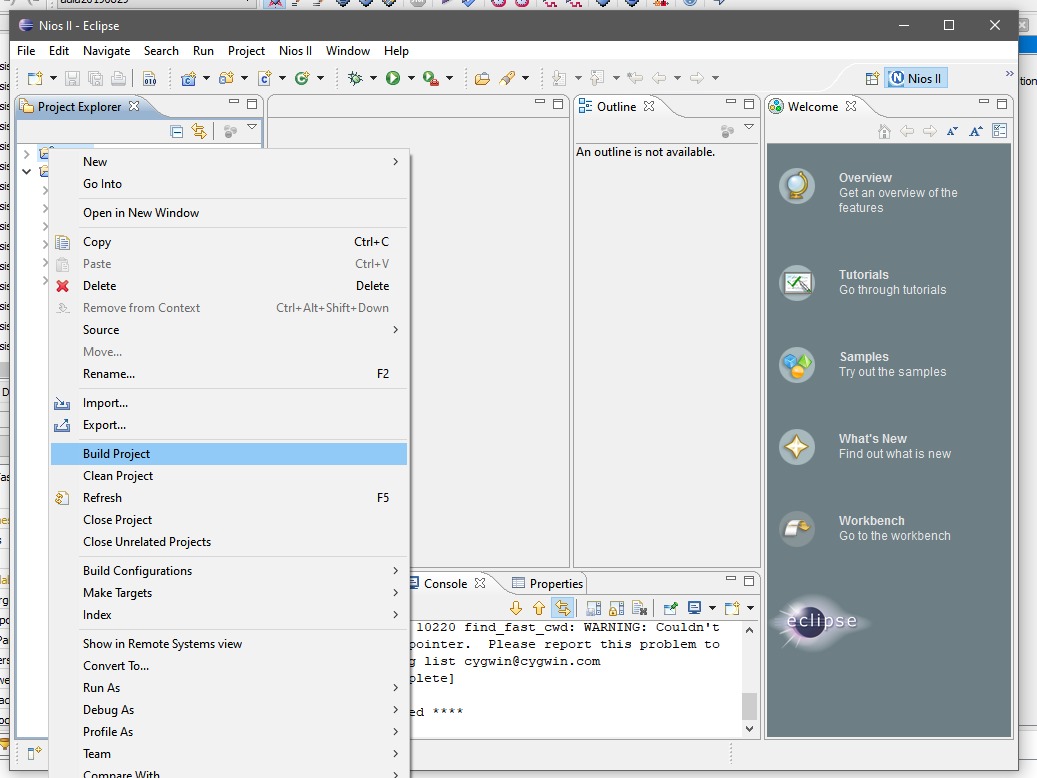 Nios II - Eclipse
File Edit Navigate Search Run Project Nios II Window Help
Nios II
Project Explorer
Outline
Welcome
An outline is not available.
New
Go Into
Open in New Window
Copy Ctrl+C
Paste Ctrl+V
Delete Delete
Remove from Context Ctrl+Alt+Shift+Down
Source
Move...
Rename... F2
Import...
Export...
Build Project
Clean Project
Refresh F5
Close Project
Close Unrelated Projects
Build Configurations
Make Targets
Index
Show in Remote Systems view
Convert To...
Run As
Debug As
Profile As
Team
Compare With
Overview
Get an overview of the
features
Tutorials
Go through tutorials
Samples
Try out the samples
What's New
Find out what is new
Workbench
Go to the workbench
eclipse
Console Properties
10220 find_fast_cwd: WARNING: Couldn't
pointer. Please report this problem to
g list cygwin@cygwin.com
plete]
ed ****